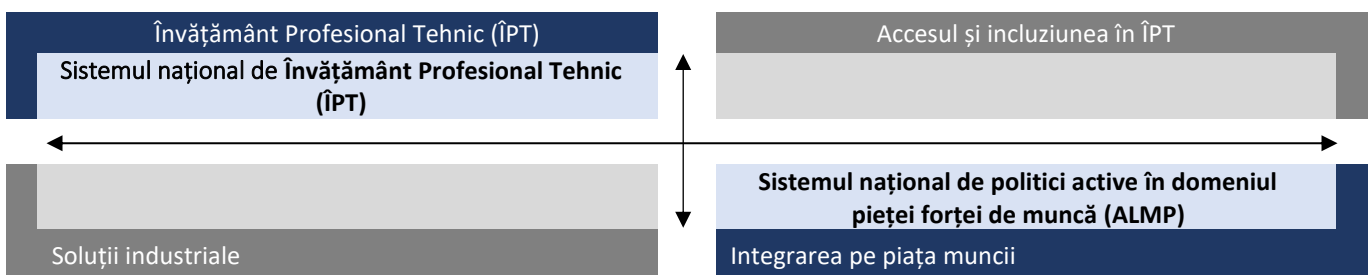 Învățământ Profesional Tehnic (ÎPT)
Sistemul național de Învățământ Profesional Tehnic
(ÎPT)
Accesul și incluziunea în ÎPT
Sistemul național de politici active în domeniul
pieței forței de muncă (ALMP)
Soluții industriale
Integrarea pe piața muncii